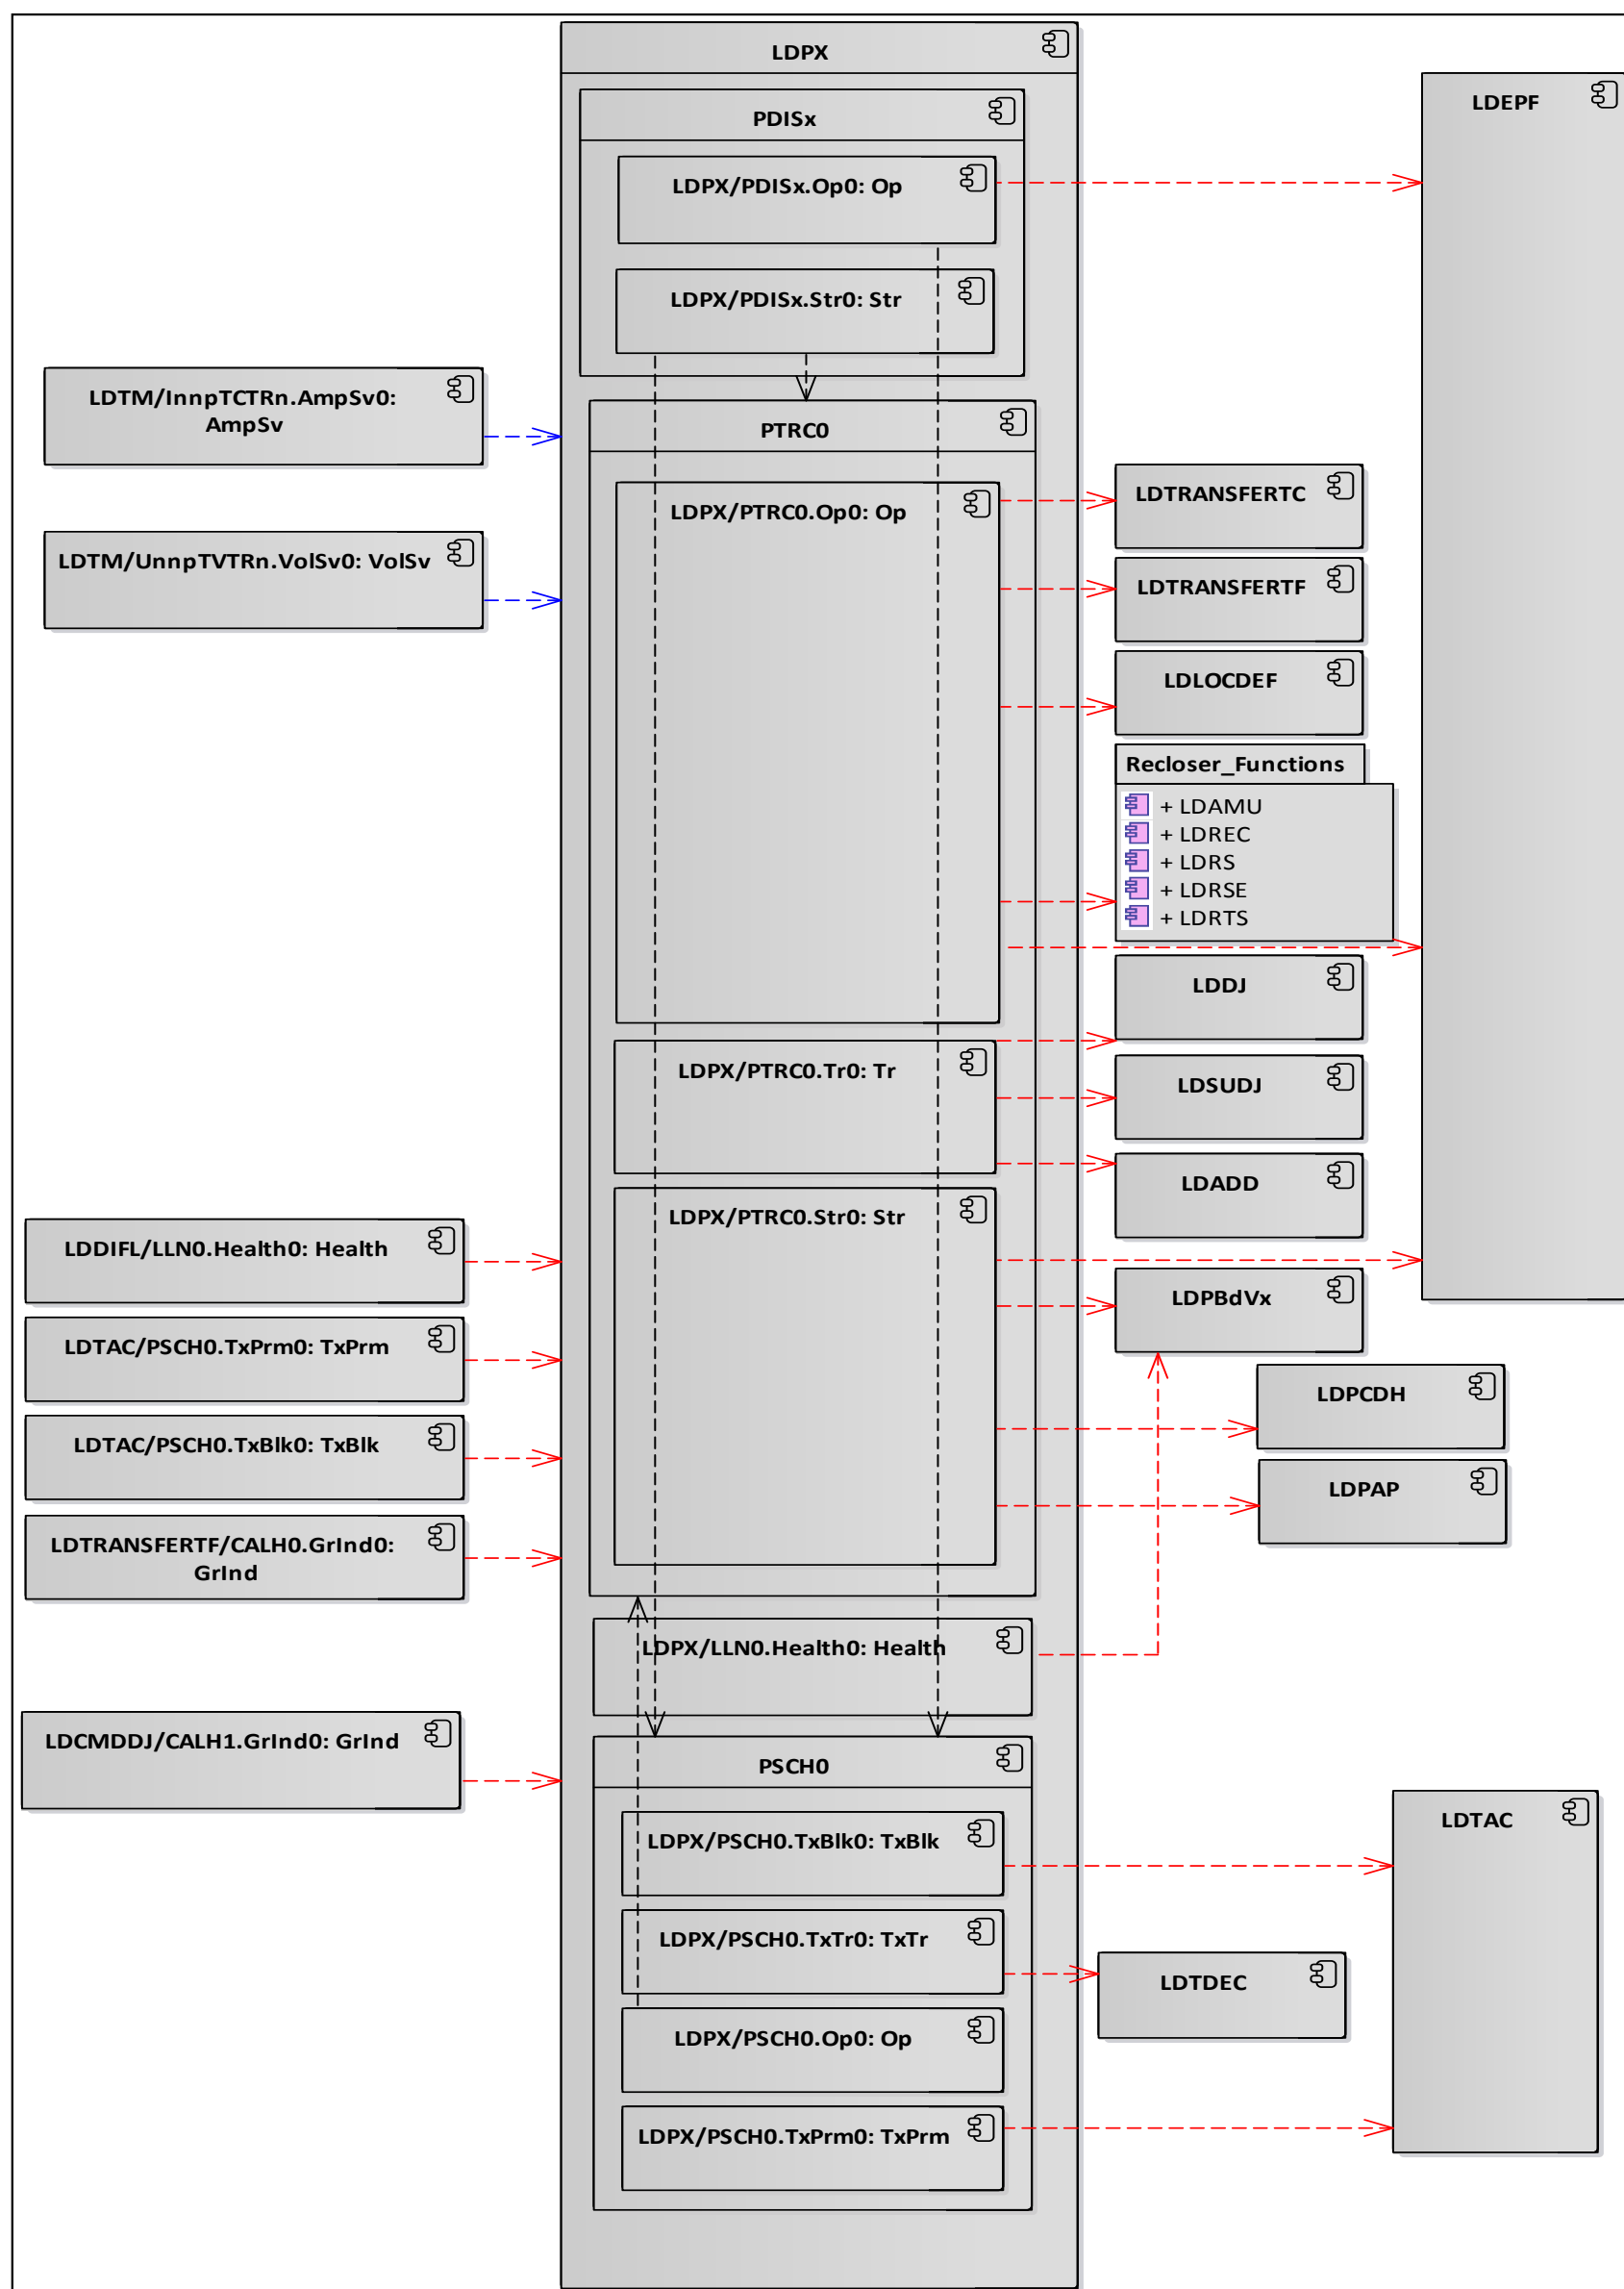 LDPX
LDEPF
PDISx
LDPX/PDISx.Op0: Op
LDPX/PDISx.Str0: Str
LDTM/InnpTCTRn.AmpSv0:
AmpSv
PTRC0
LDTRANSFERTC
LDPX/PTRC0.Op0: Op
LDTM/UnnpTVTRn.VolSv0: VolSv
LDTRANSFERTF
LDLOCDEF
Recloser_Functions
+ LDAMU
+ LDREC
+ LDRS
+ LDRSE
+ LDRTS
LDDJ
LDPX/PTRC0.Tr0: Tr
LDSUDJ
LDADD
LDPX/PTRC0.Str0: Str
LDDIFL/LLN0.Health0: Health
LDPBdVx
LDTAC/PSCH0.TxPrm0: TxPrm
LDPCDH
LDTAC/PSCH0.TxBlk0: TxBlk
LDPAP
LDTRANSFERTF/CALH0.GrInd0:
GrInd
LDPX/LLN0.Health0: Health
LDCMDDJ/CALH1.GrInd0: GrInd
PSCH0
LDTAC
LDPX/PSCH0.TxBlk0: TxBlk
LDPX/PSCH0.TxTr0: TxTr
LDTDEC
LDPX/PSCH0.Op0: Op
LDPX/PSCH0.TxPrm0: TxPrm